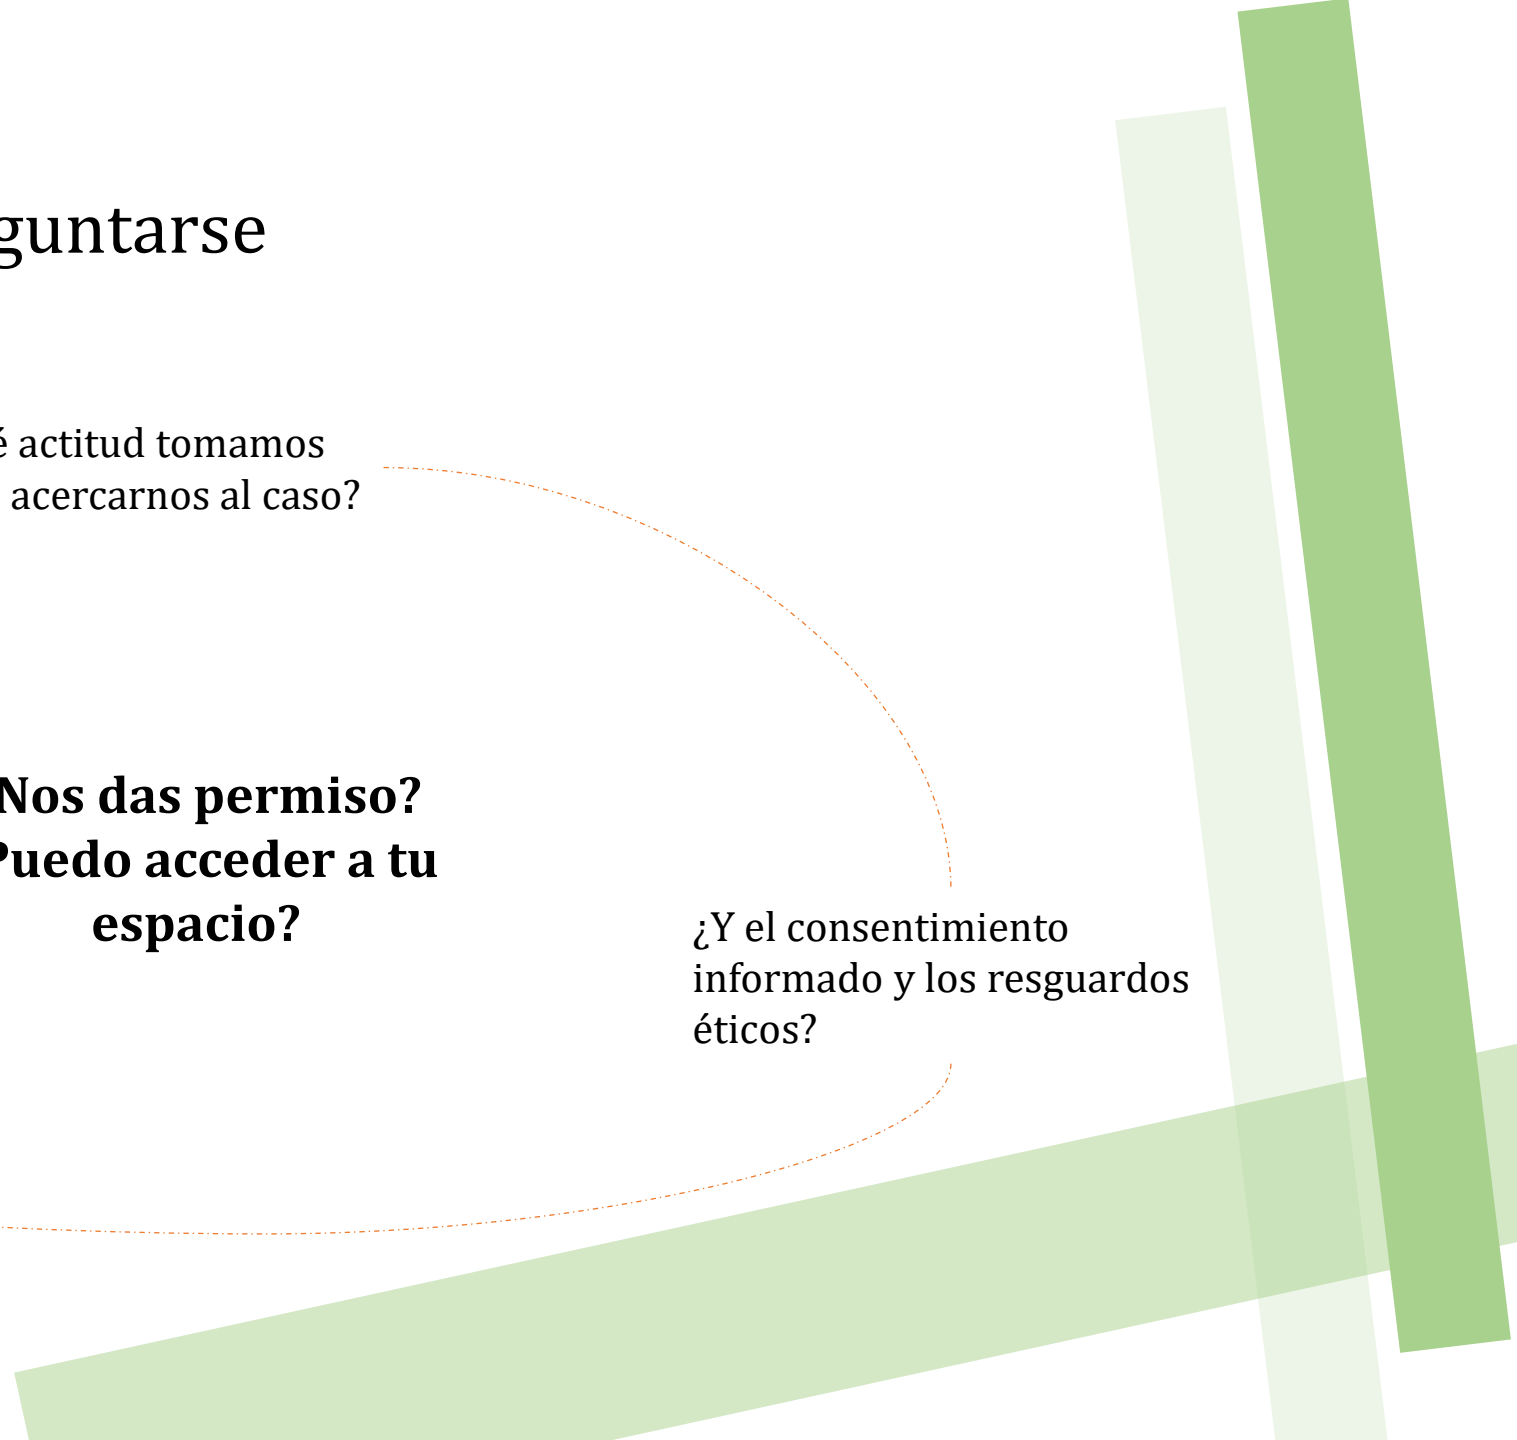 guntarse
é actitud tomamos
acercarnos al caso?
Nos das permiso?
Puedo acceder a tu
espacio?
¿Y el consentimiento
informado y los resguardos
éticos?